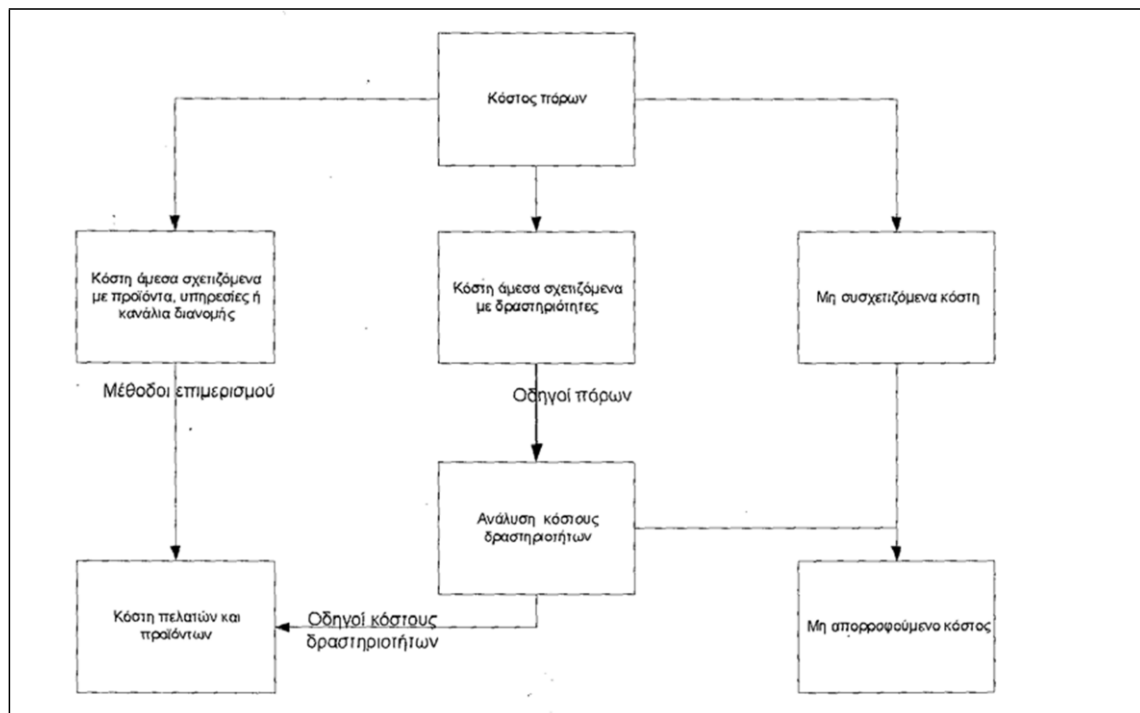 Κόστος πόρων
Κόστη άμεσα σχετιζόμενα
με προϊόντα, υπηρεσίες ή
κανάλια διανομής
Κόστη άμεσα σχετιζόμενα
με δραστηριότητες
Μη συσχετιζόμενα κόστη
Μέθοδοι επιμερισμού
Οδηγοί πόρων
Ανάλυση κόστους
δραστηριοτήτων
Κόστη πελατών και
προϊόντων
Οδηγοί κόστους
δραστηριοτήτων
Μη απορροφούμενο κόστος